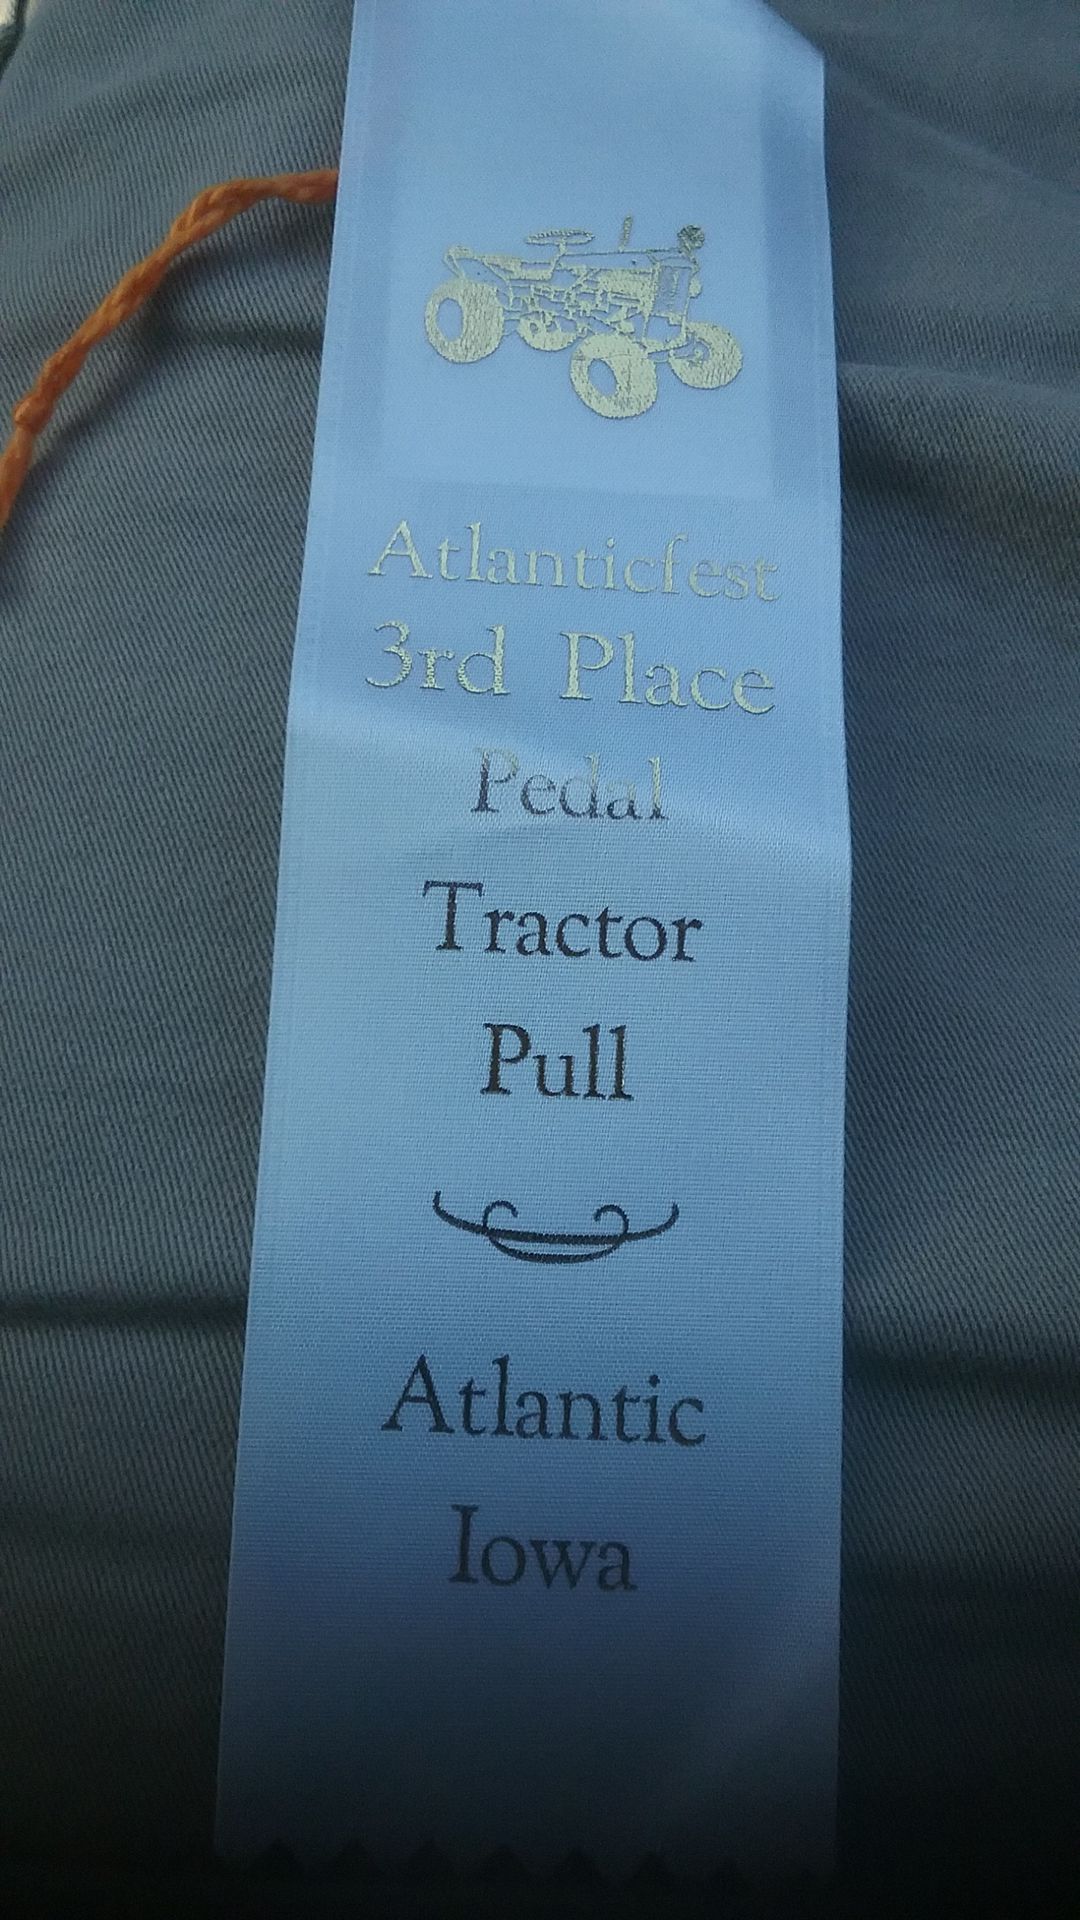 Atlanticfest
3rd Place
Pedal
Tractor
Pull
Atlantic
Iowa